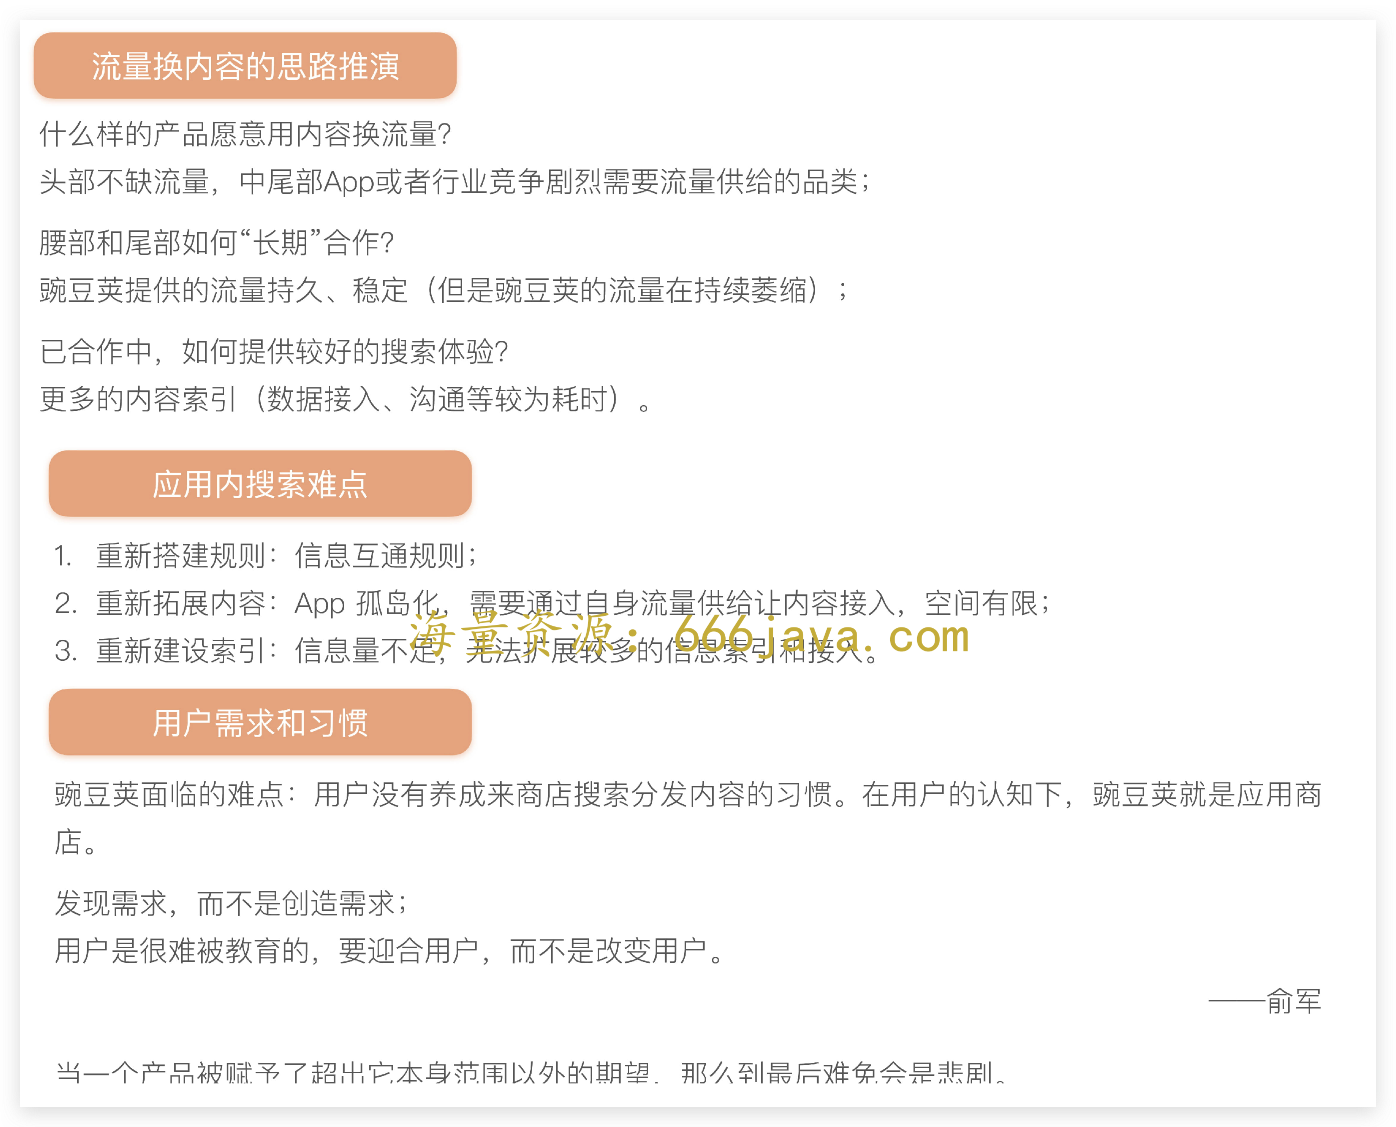 流量换内容的思路推演
什么样的产品愿意用内容换流量？
头部不缺流量，中尾部App或者行业竞争剧烈需要流量供给的品类；
腰部和尾部如何“长期”合作？
豌豆荚提供的流量持久、稳定（但是豌豆荚的流量在持续萎缩）；
已合作中，如何提供较好的搜索体验？
更多的内容索引（数据接入、沟通等较为耗时）。
应用内搜索难点
1. 重新搭建规则：信息互通规则；
2. 重新拓展内容：App 孤岛化，需要通过自身流量供给让内容接入，空间有限；
3. 重新建设索引：信息量不足，无法扩展较多的信息索引和接入。
海量资源：666java.com
用户需求和习惯
豌豆荚面临的难点：用户没有养成来商店搜索分发内容的习惯。在用户的认知下，豌豆荚就是应用商
店。
发现需求，而不是创造需求；
用户是很难被教育的，要迎合用户，而不是改变用户。
——俞军
当一个产品被赋予了超出它本身范围以外的期望，那么到最后难免会是悲剧。